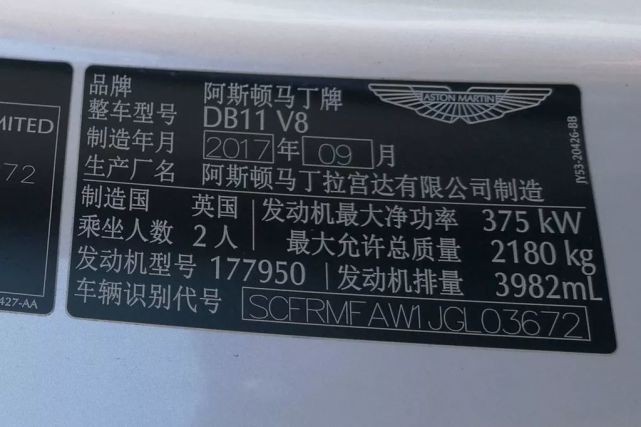 IMITED
72
427-AA
品牌 阿斯顿马丁牌
ASTON MARTIN
整车型号 DB11 V8
制造年月 2017 年 09 月
生产厂名 阿斯顿马丁拉宫达有限公司制造
制造国 英国 发动机最大净功率 375 kW
乘坐人数 2人 最大允许总质量 2180 kg
发动机型号 177950 发动机排量 3982mL
车辆识别代号 SCFRMFAW1JGL03672
JY53-20426-BB